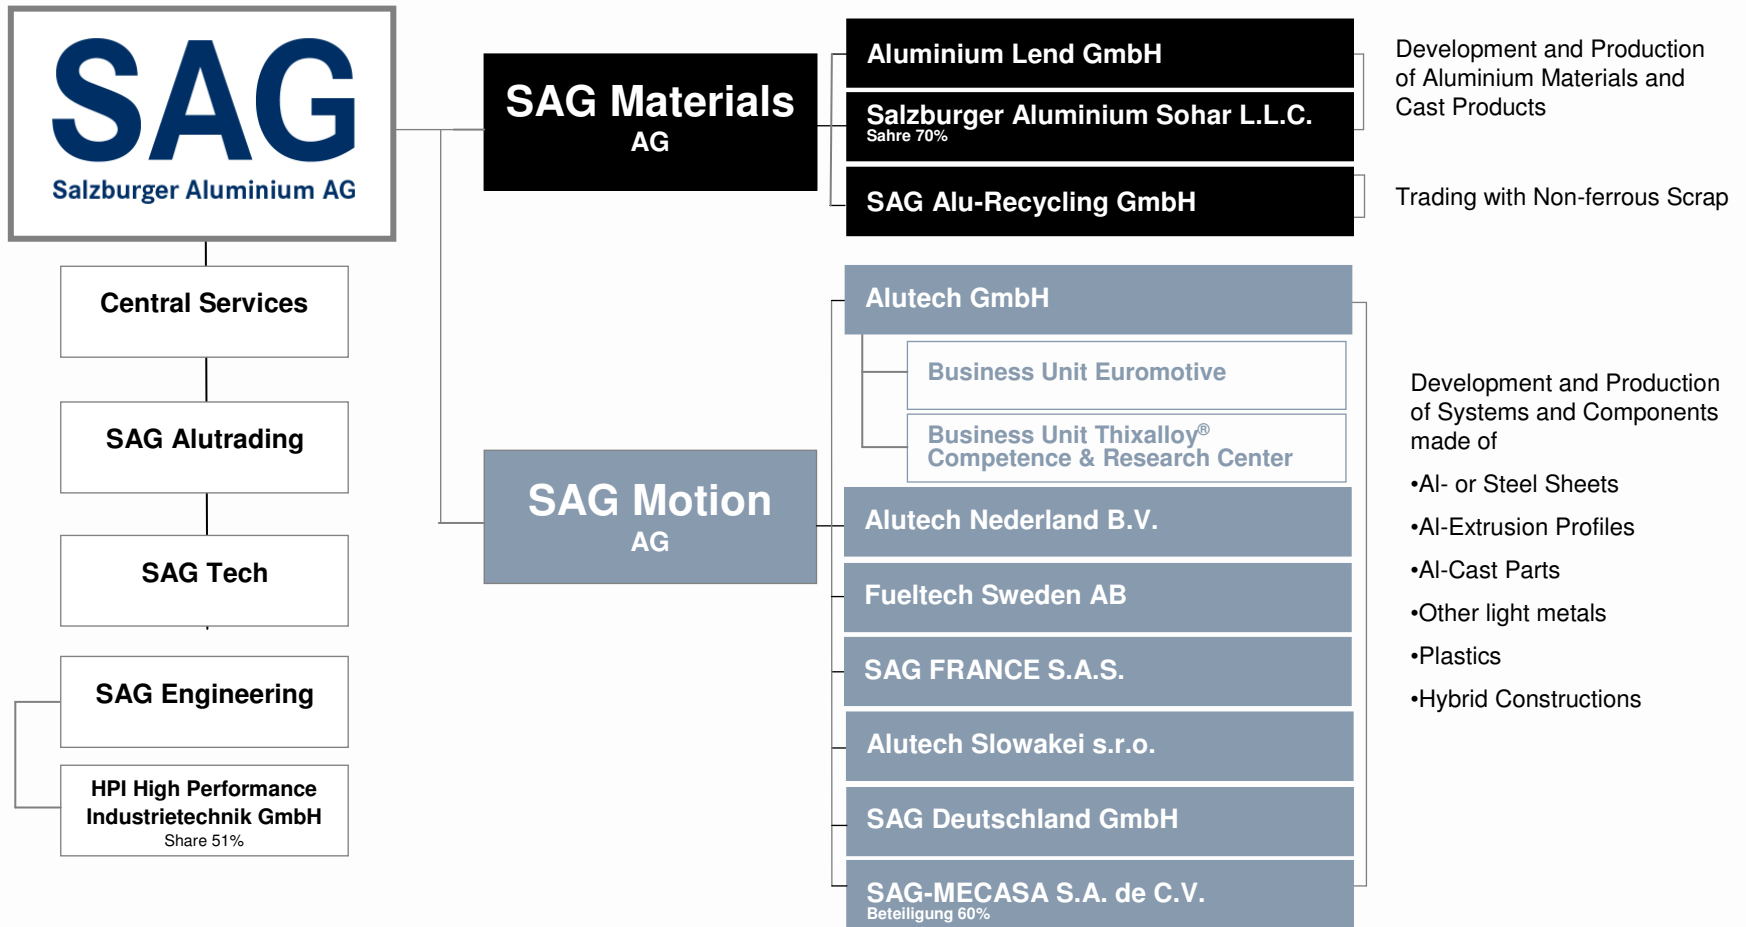 SAG
Salzburger Aluminium AG
Central Services
SAG Alutrading
SAG Tech
SAG Engineering
HPI High Performance
Industrietechnik GmbH
Share 51%
SAG Materials
AG
Aluminium Lend GmbH
Salzburger Aluminium Sohar L.L.C.
Sahre 70%
SAG Alu-Recycling GmbH
Development and Production
of Aluminium Materials and
Cast Products
Trading with Non-ferrous Scrap
SAG Motion
AG
Alutech GmbH
Business Unit Euromotive
Business Unit Thixalloy®
Competence & Research Center
Alutech Nederland B.V.
Fueltech Sweden AB
SAG FRANCE S.A.S.
Alutech Slowakei s.r.o.
SAG Deutschland GmbH
SAG-MECASA S.A. de C.V.
Beteiligung 60%
Development and Production
of Systems and Components
made of
•Al- or Steel Sheets
•Al-Extrusion Profiles
•Al-Cast Parts
•Other light metals
•Plastics
•Hybrid Constructions